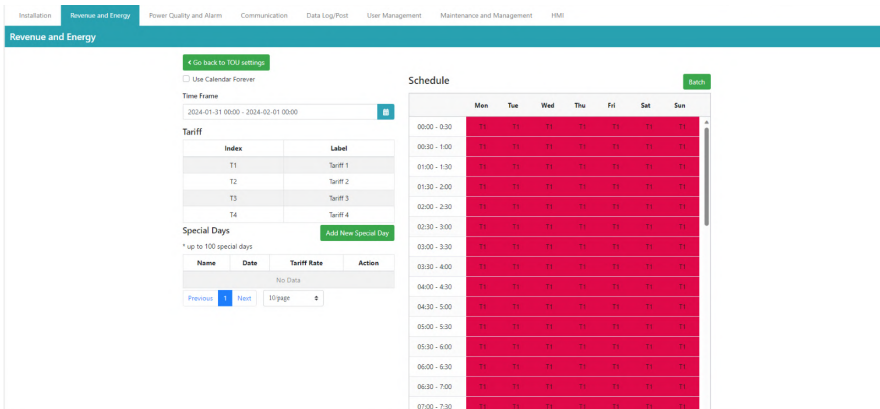 Installation Revenue and Energy Power Quality and Alarm Communication Data Log/Post User Management Maintenance and Management HMI
Revenue and Energy
Go back to TOU settings
Use Calendar Forever
Time Frame
2024-01-31 00:00 - 2024-02-01 00:00
Tariff
Index Label
T1 Tariff 1
T2 Tariff 2
T3 Tariff 3
T4 Tariff 4
Special Days
Add New Special Day
* up to 100 special days
Name Date Tariff Rate Action
No Data
Previous 1 Next 10/page
Schedule
Batch
Mon Tue Wed Thu Fri Sat Sun
00:00 - 0:30 T1 T1 T1 T1 T1 T1 T1
00:30 - 1:00 T1 T1 T1 T1 T1 T1 T1
01:00 - 1:30 T1 T1 T1 T1 T1 T1 T1
01:30 - 2:00 T1 T1 T1 T1 T1 T1 T1
02:00 - 2:30 T1 T1 T1 T1 T1 T1 T1
02:30 - 3:00 T1 T1 T1 T1 T1 T1 T1
03:00 - 3:30 T1 T1 T1 T1 T1 T1 T1
03:30 - 4:00 T1 T1 T1 T1 T1 T1 T1
04:00 - 4:30 T1 T1 T1 T1 T1 T1 T1
04:30 - 5:00 T1 T1 T1 T1 T1 T1 T1
05:00 - 5:30 T1 T1 T1 T1 T1 T1 T1
05:30 - 6:00 T1 T1 T1 T1 T1 T1 T1
06:00 - 6:30 T1 T1 T1 T1 T1 T1 T1
06:30 - 7:00 T1 T1 T1 T1 T1 T1 T1
07:00 - 7:30 T1 T1 T1 T1 T1 T1 T1